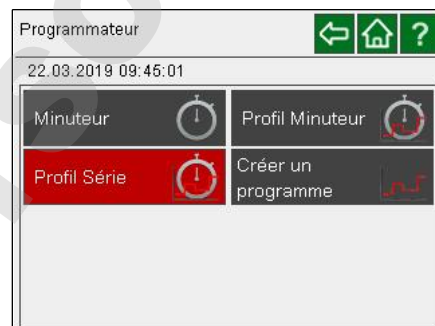 Programmateur
?
22.03.2019 09:45:01
Minuteur
Profil Minuteur
Profil Série
Créer un
programme